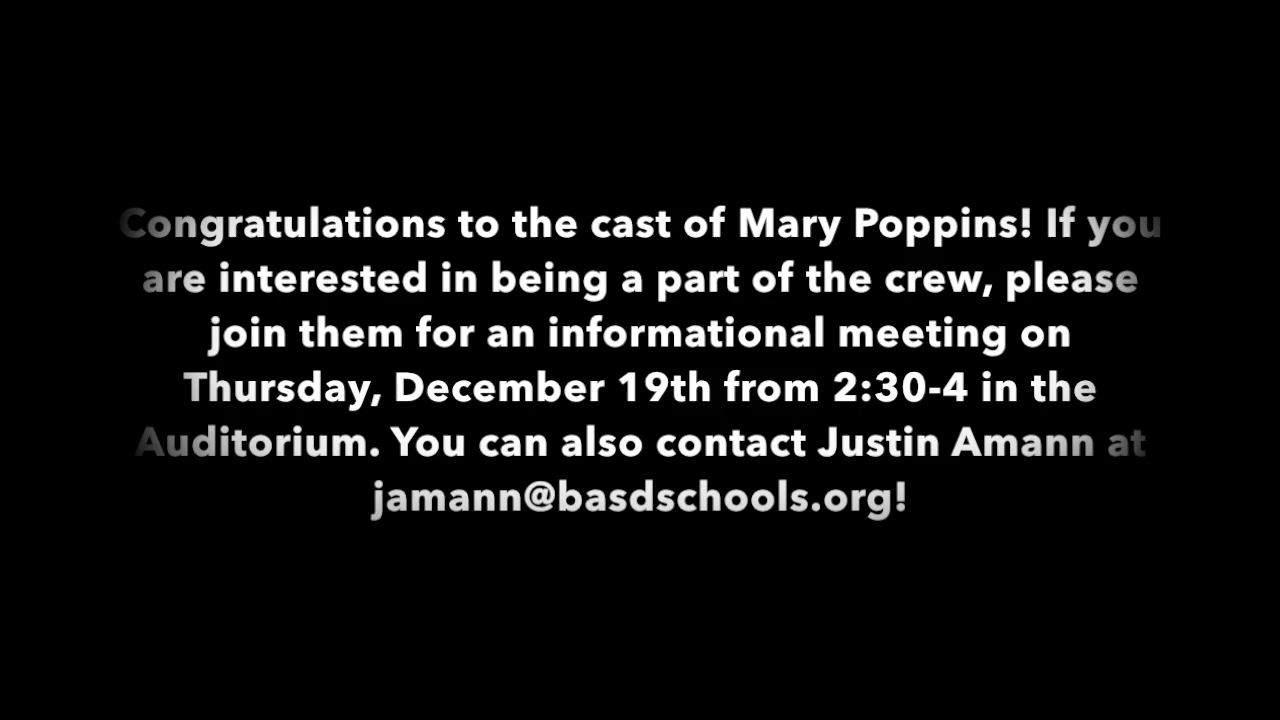 Congratulations to the cast of Mary Poppins! If you
are interested in being a part of the crew, please
join them for an informational meeting on
Thursday, December 19th from 2:30-4 in the
Auditorium. You can also contact Justin Amann at
jamann@basdschools.org!